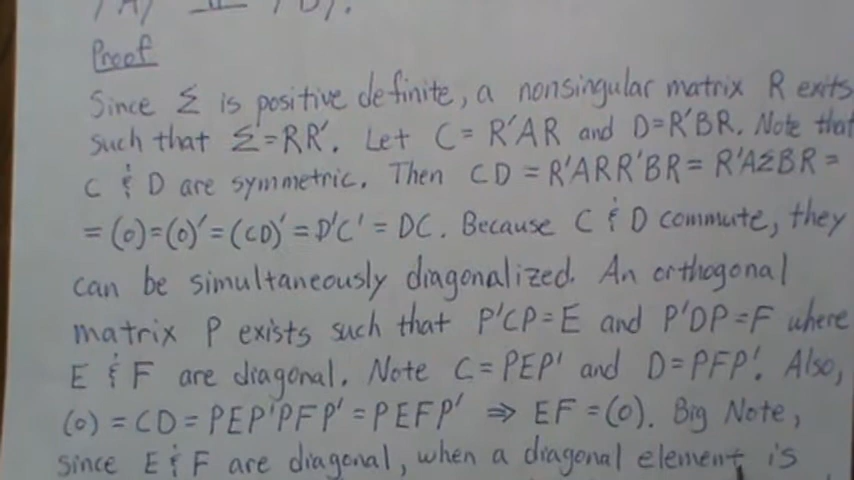 Proof
Since Σ is positive definite, a nonsingular matrix R exits
such that Σ=RR'. Let C= R'AR and D=R'BR. Note that
C & D are symmetric. Then CD = R'ARR'BR = R'AΣBR =
= (0)=(0)'=(CD)'= D'C' = DC. Because C & D commute, they
can be simultaneously diagonalized. An orthogonal
matrix P exists such that P'CP=E and P'DP=F where
E & F are diagonal. Note C=PEP' and D=PFP'. Also,
(0) = CD= PEP'PFP' = PEFP' ⇒ EF=(0). Big Note,
since E & F are diagonal, when a diagonal element is